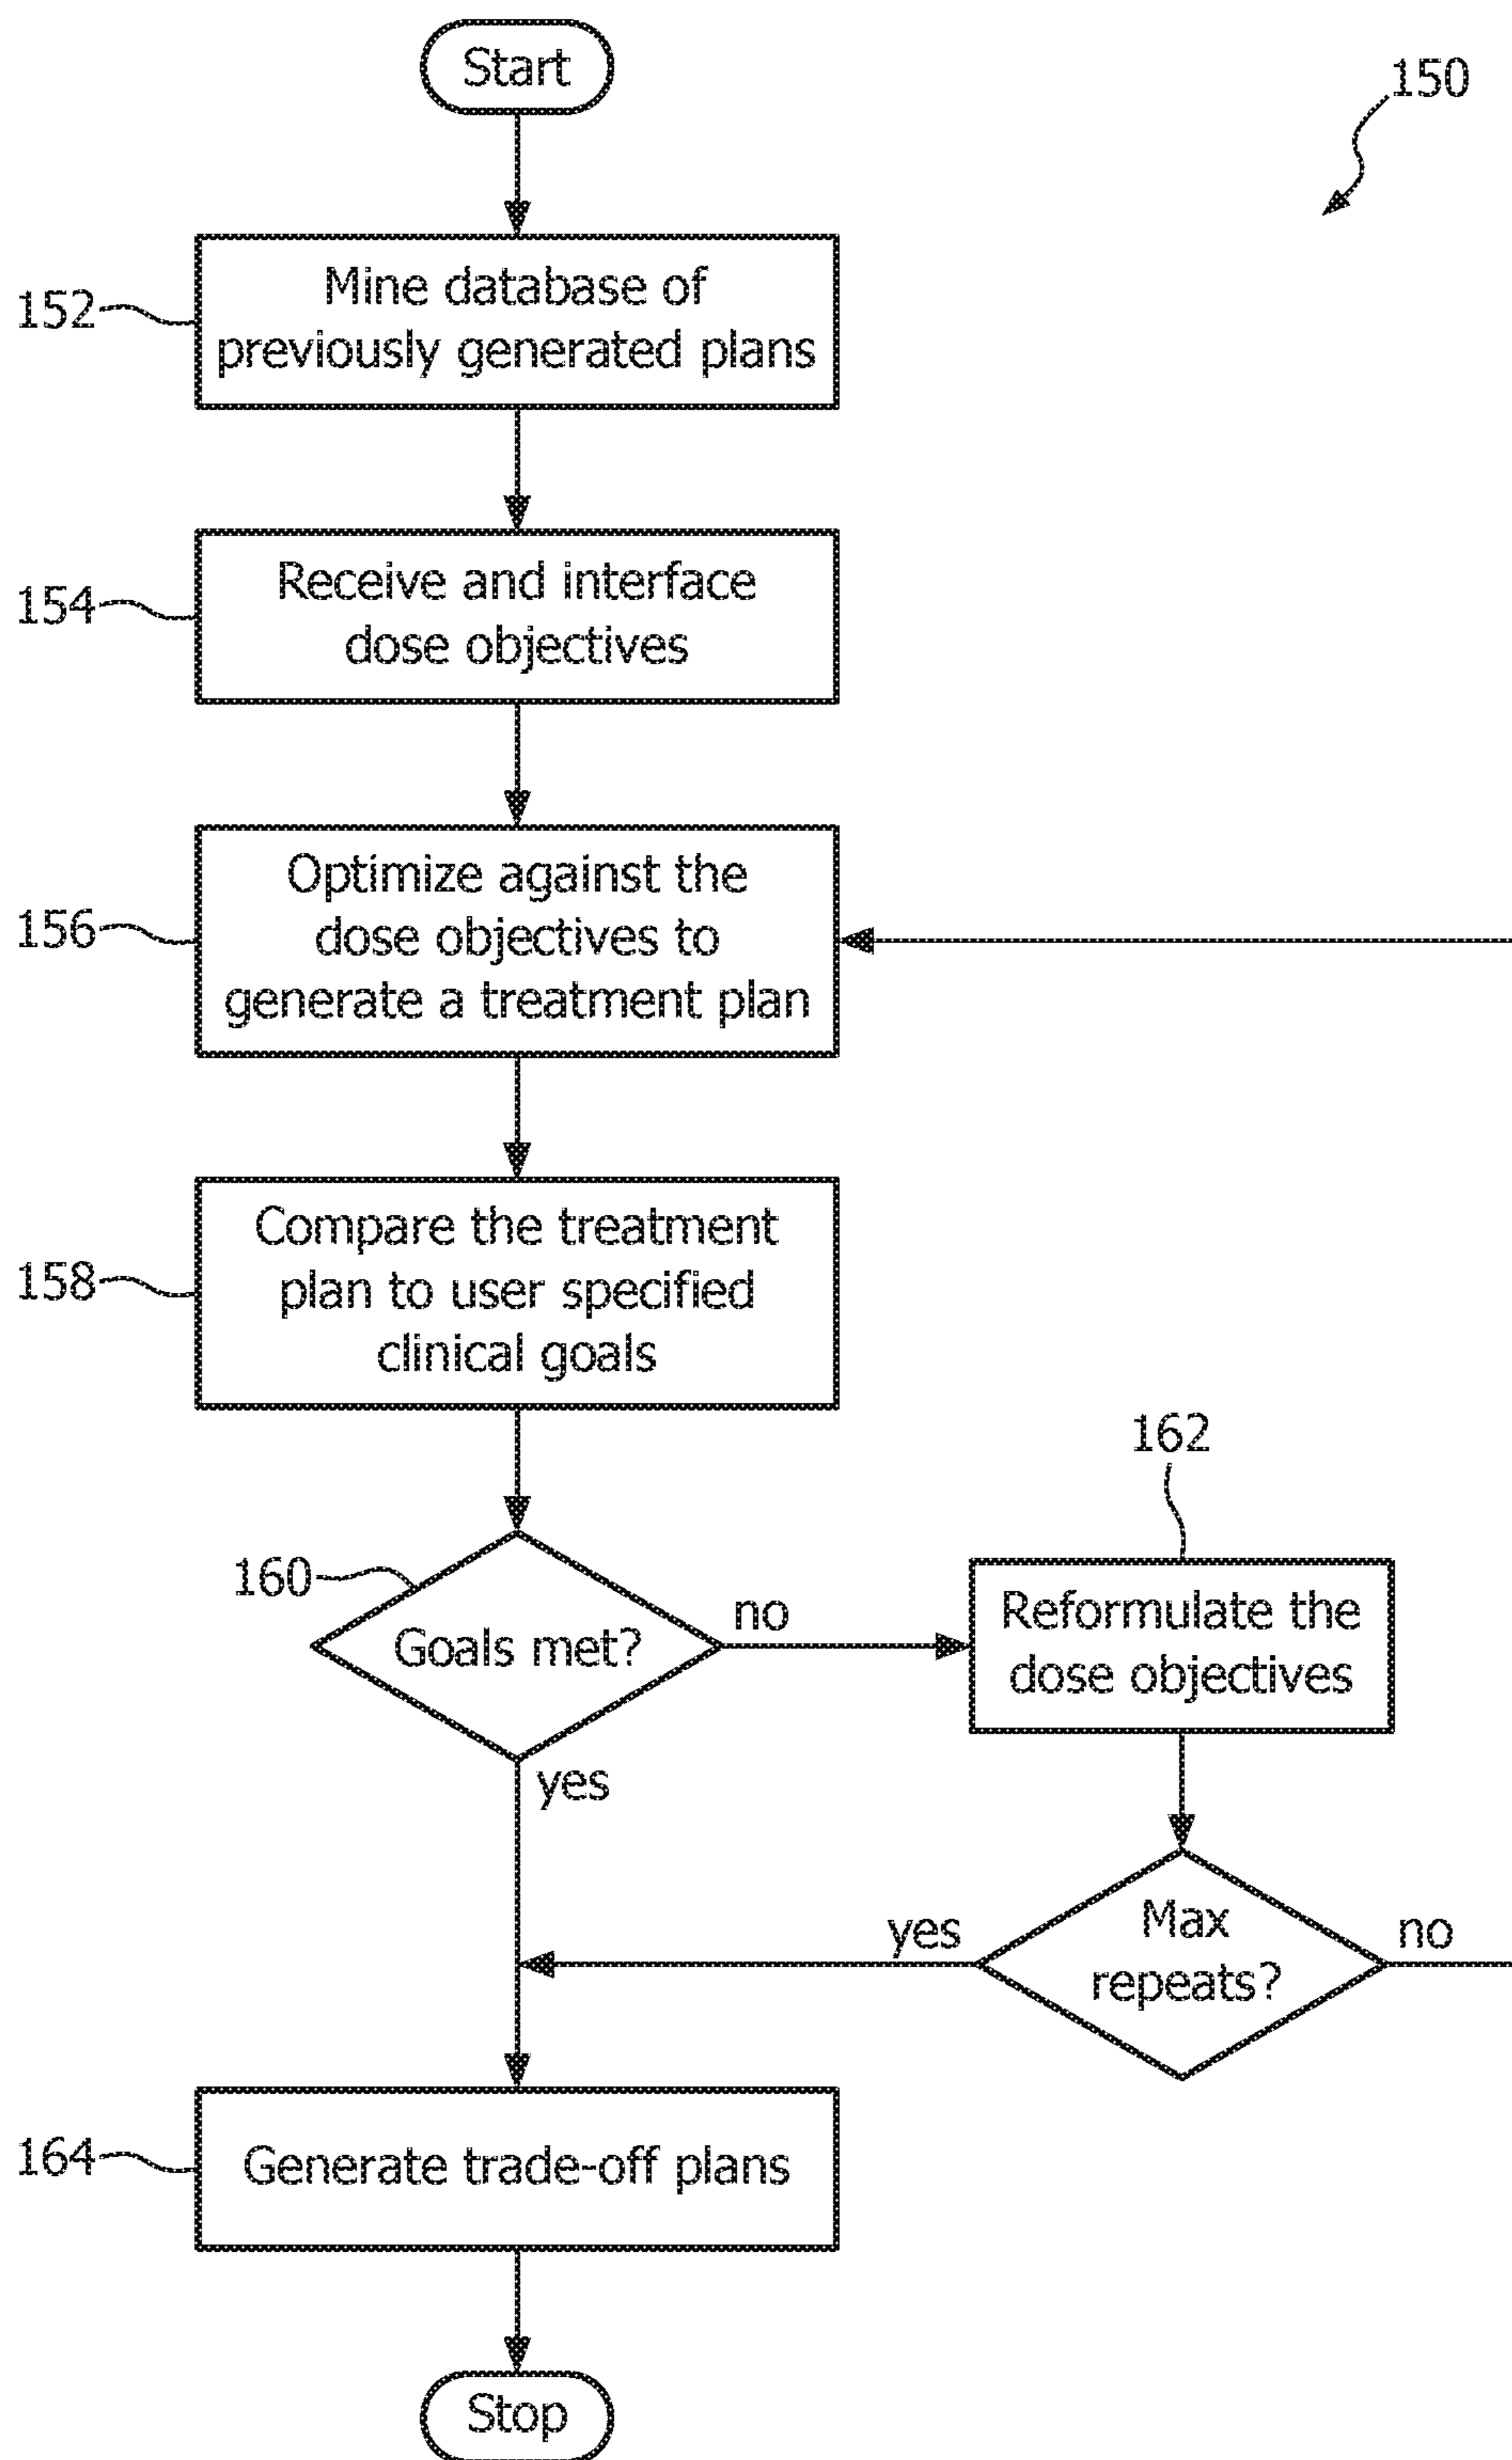 Start
150
152
Mine database of
previously generated plans
154
Receive and interface
dose objectives
156
Optimize against the
dose objectives to
generate a treatment plan
158
Compare the treatment
plan to user specified
clinical goals
160
Goals met?
no
yes
162
Reformulate the
dose objectives
Max
repeats?
yes
no
164
Generate trade-off plans
Stop